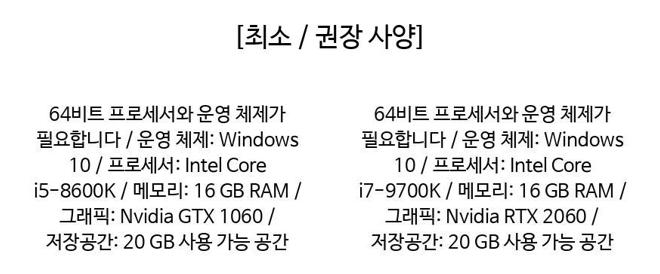 [최소 / 권장 사양]
64비트 프로세서와 운영 체제가
필요합니다 / 운영 체제: Windows
10 / 프로세서: Intel Core
i5-8600K / 메모리: 16 GB RAM /
그래픽: Nvidia GTX 1060 /
저장공간: 20 GB 사용 가능 공간
64비트 프로세서와 운영 체제가
필요합니다 / 운영 체제: Windows
10 / 프로세서: Intel Core
i7-9700K / 메모리: 16 GB RAM /
그래픽: Nvidia RTX 2060 /
저장공간: 20 GB 사용 가능 공간